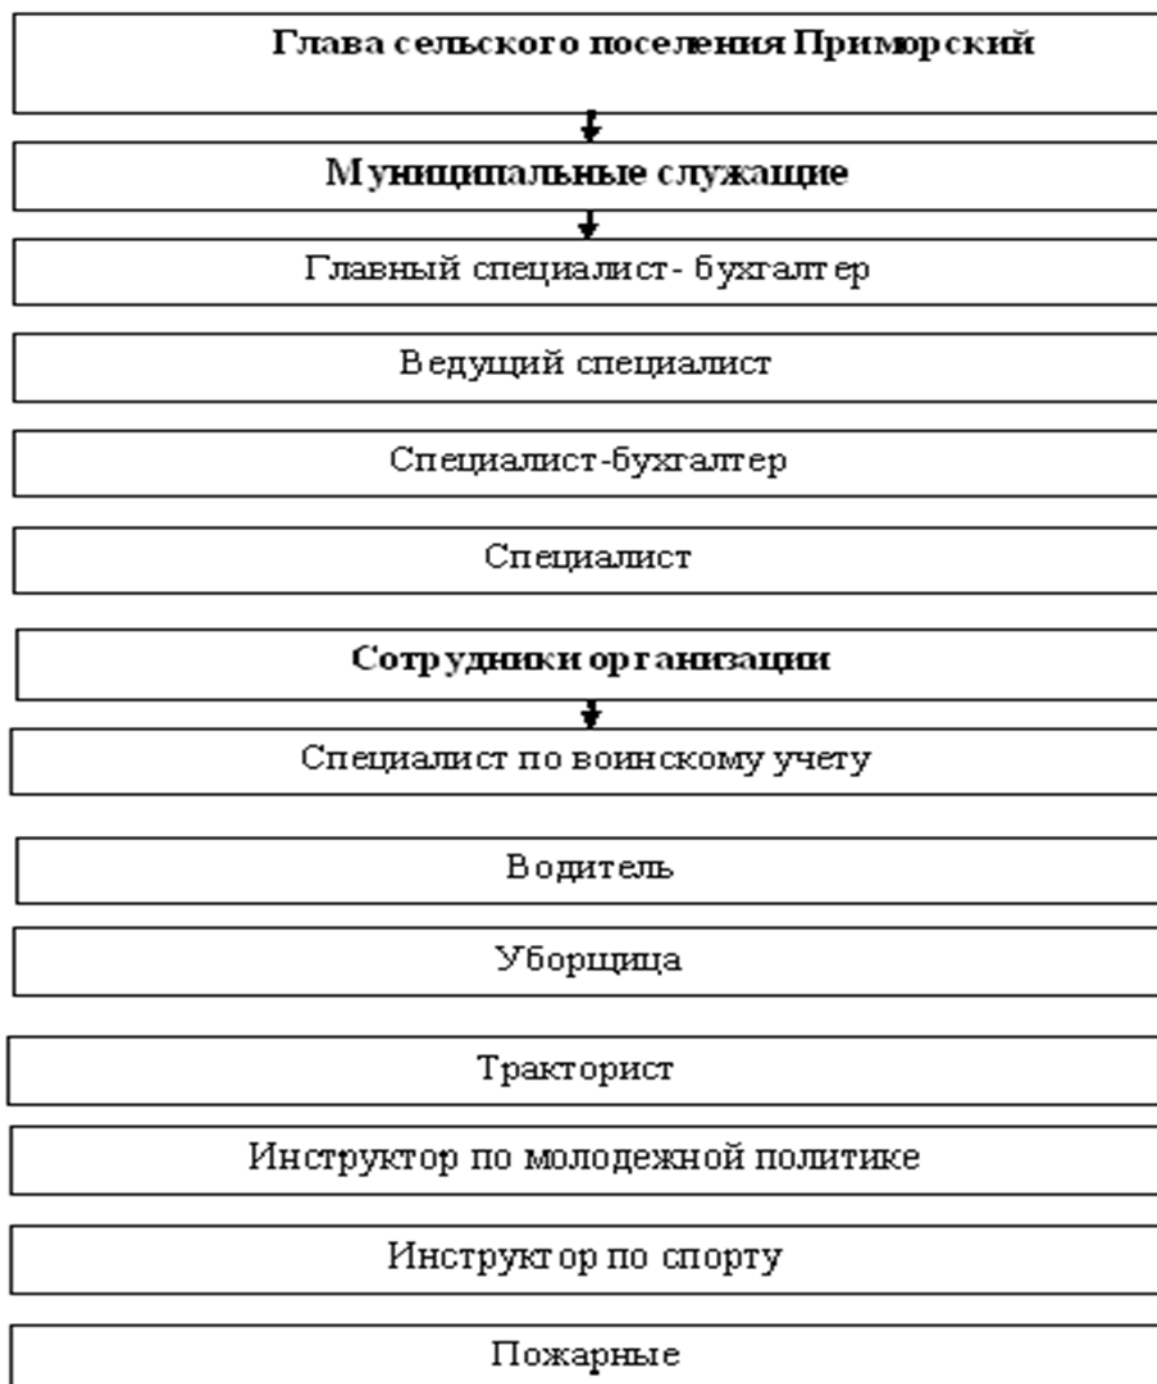 Глава сельского поселения Приморский
Муниципальные служащие
Главный специалист- бухгалтер
Ведущий специалист
Специалист-бухгалтер
Специалист
Сотрудники организации
Специалист по воинскому учету
Водитель
Уборщица
Тракторист
Инструктор по молодежной политике
Инструктор по спорту
Пожарные